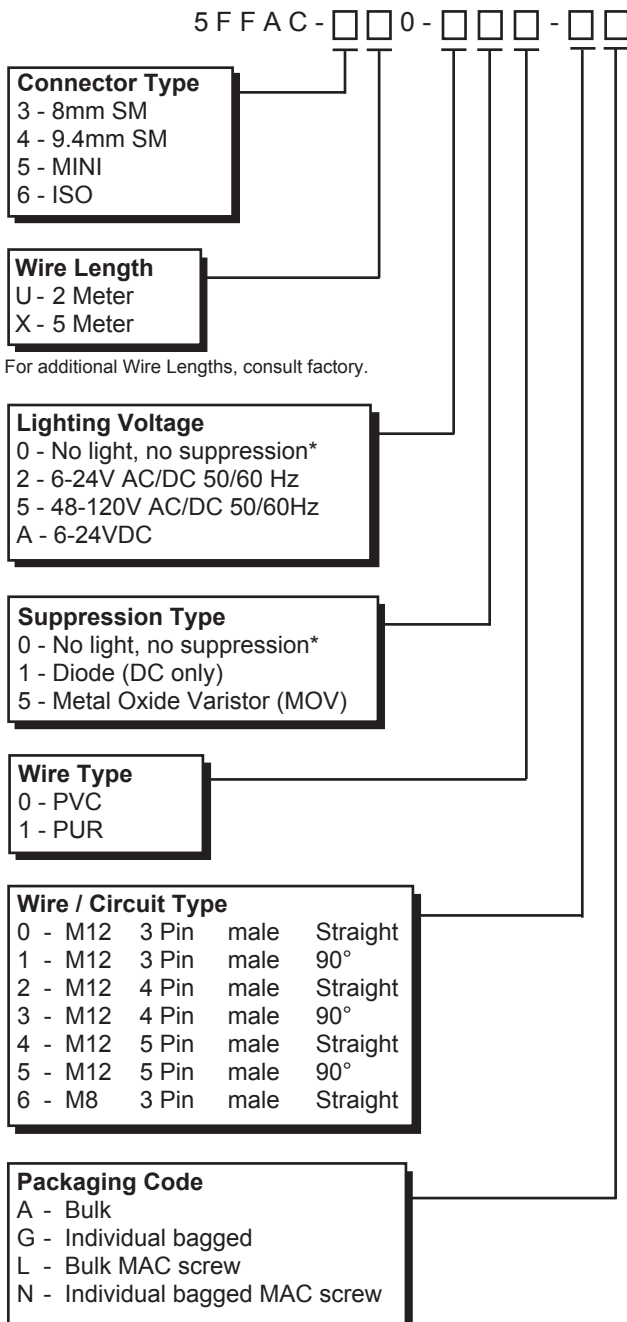 5 F F A C - □ □ 0 - □ □ □ - □ □
Connector Type
3 - 8mm SM
4 - 9.4mm SM
5 - MINI
6 - ISO
Wire Length
U - 2 Meter
X - 5 Meter
For additional Wire Lengths, consult factory.
Lighting Voltage
0 - No light, no suppression*
2 - 6-24V AC/DC 50/60 Hz
5 - 48-120V AC/DC 50/60Hz
A - 6-24VDC
Suppression Type
0 - No light, no suppression*
1 - Diode (DC only)
5 - Metal Oxide Varistor (MOV)
Wire Type
0 - PVC
1 - PUR
Wire / Circuit Type
0 - M12 3 Pin male Straight
1 - M12 3 Pin male 90°
2 - M12 4 Pin male Straight
3 - M12 4 Pin male 90°
4 - M12 5 Pin male Straight
5 - M12 5 Pin male 90°
6 - M8 3 Pin male Straight
Packaging Code
A - Bulk
G - Individual bagged
L - Bulk MAC screw
N - Individual bagged MAC screw